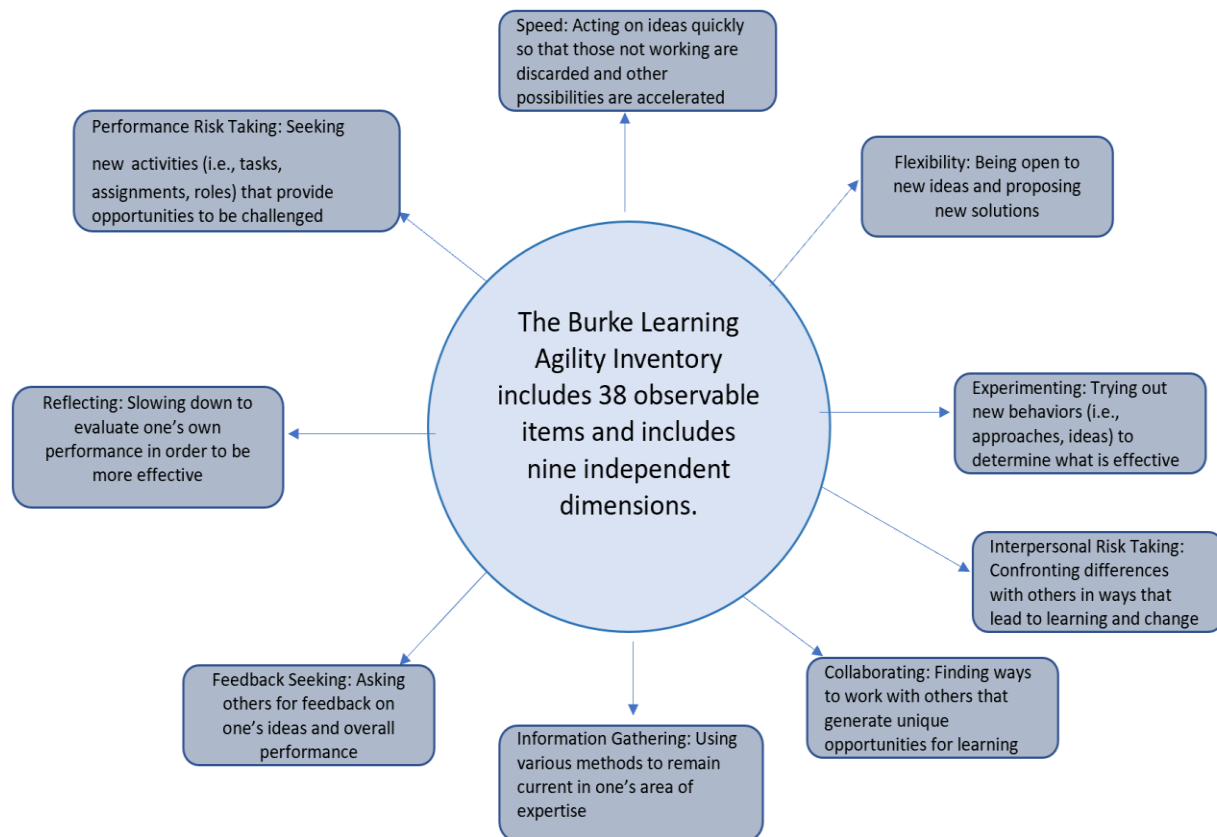 Speed: Acting on ideas quickly
so that those not working are
discarded and other
possibilities are accelerated
Performance Risk Taking: Seeking
new activities (i.e., tasks,
assignments, roles) that provide
opportunities to be challenged
Flexibility: Being open to
new ideas and proposing
new solutions
The Burke Learning
Agility Inventory
includes 38 observable
items and includes
nine independent
dimensions.
Reflecting: Slowing down to
evaluate one’s own
performance in order to be
more effective
Experimenting: Trying out
new behaviors (i.e.,
approaches, ideas) to
determine what is effective
Interpersonal Risk Taking:
Confronting differences
with others in ways that
lead to learning and change
Feedback Seeking: Asking
others for feedback on
one’s ideas and overall
performance
Collaborating: Finding ways
to work with others that
generate unique
opportunities for learning
Information Gathering: Using
various methods to remain
current in one’s area of
expertise